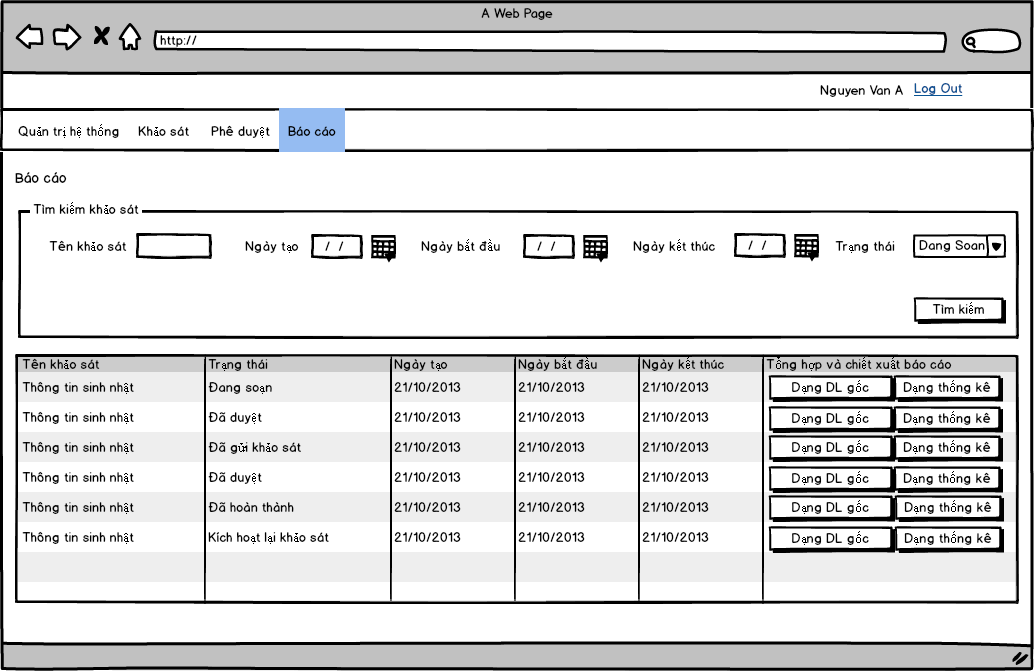 A Web Page
http://
Nguyen Van A Log Out
Quản trị hệ thống Khảo sát Phê duyệt Báo cáo
Báo cáo
Tìm kiếm khảo sát
Tên khảo sát Ngày tạo / / Ngày bắt đầu / / Ngày kết thúc / / Trạng thái Dang Soan
Tìm kiếm
Tên khảo sát Trạng thái Ngày tạo Ngày bắt đầu Ngày kết thúc Tổng hợp và chiết xuất báo cáo
Thông tin sinh nhật Đang soạn 21/10/2013 21/10/2013 21/10/2013 Dạng DL gốc Dạng thống kê
Thông tin sinh nhật Đã duyệt 21/10/2013 21/10/2013 21/10/2013 Dạng DL gốc Dạng thống kê
Thông tin sinh nhật Đã gửi khảo sát 21/10/2013 21/10/2013 21/10/2013 Dạng DL gốc Dạng thống kê
Thông tin sinh nhật Đã duyệt 21/10/2013 21/10/2013 21/10/2013 Dạng DL gốc Dạng thống kê
Thông tin sinh nhật Đã hoàn thành 21/10/2013 21/10/2013 21/10/2013 Dạng DL gốc Dạng thống kê
Thông tin sinh nhật Kích hoạt lại khảo sát 21/10/2013 21/10/2013 21/10/2013 Dạng DL gốc Dạng thống kê